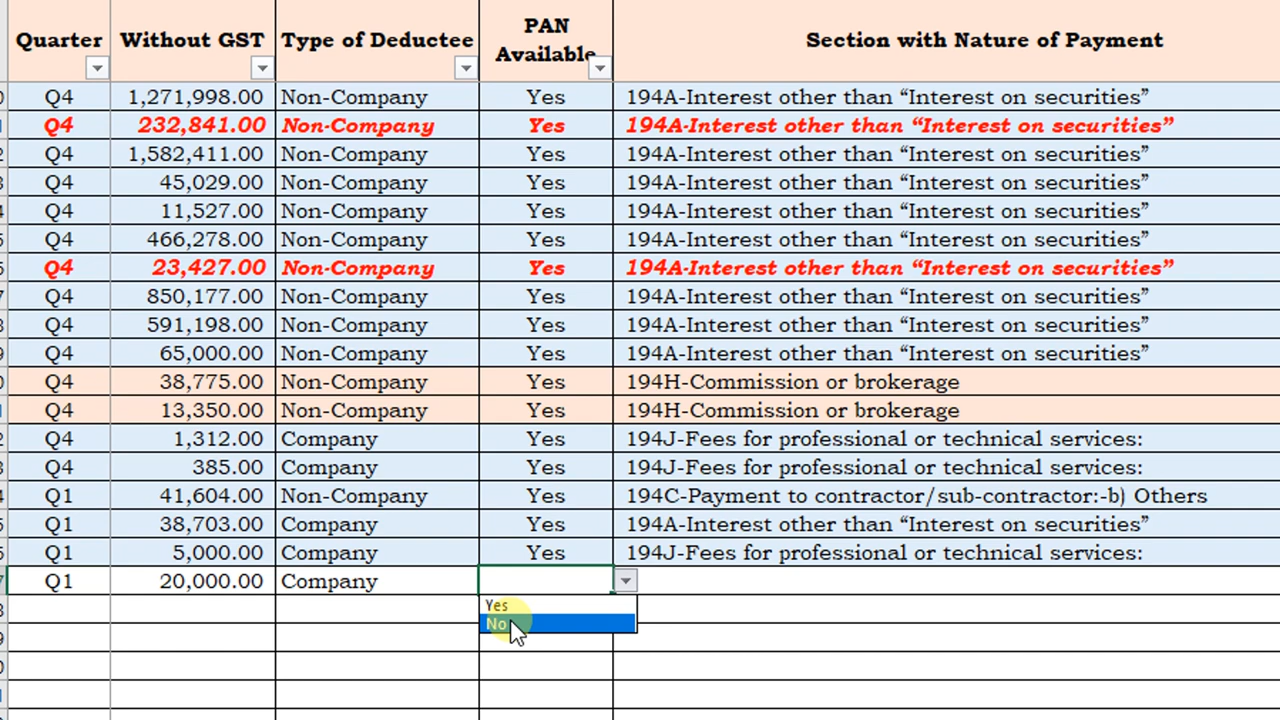 Quarter Without GST Type of Deductee PAN Available Section with Nature of Payment
Q4 1,271,998.00 Non-Company Yes 194A-Interest other than “Interest on securities”
Q4 232,841.00 Non-Company Yes 194A-Interest other than “Interest on securities”
Q4 1,582,411.00 Non-Company Yes 194A-Interest other than “Interest on securities”
Q4 45,029.00 Non-Company Yes 194A-Interest other than “Interest on securities”
Q4 11,527.00 Non-Company Yes 194A-Interest other than “Interest on securities”
Q4 466,278.00 Non-Company Yes 194A-Interest other than “Interest on securities”
Q4 23,427.00 Non-Company Yes 194A-Interest other than “Interest on securities”
Q4 850,177.00 Non-Company Yes 194A-Interest other than “Interest on securities”
Q4 591,198.00 Non-Company Yes 194A-Interest other than “Interest on securities”
Q4 65,000.00 Non-Company Yes 194A-Interest other than “Interest on securities”
Q4 38,775.00 Non-Company Yes 194H-Commission or brokerage
Q4 13,350.00 Non-Company Yes 194H-Commission or brokerage
Q4 1,312.00 Company Yes 194J-Fees for professional or technical services:
Q4 385.00 Company Yes 194J-Fees for professional or technical services:
Q1 41,604.00 Non-Company Yes 194C-Payment to contractor/sub-contractor:-b) Others
Q1 38,703.00 Company Yes 194A-Interest other than “Interest on securities”
Q1 5,000.00 Company Yes 194J-Fees for professional or technical services:
Q1 20,000.00 Company
Yes
No